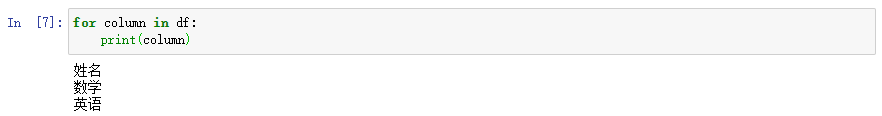 In [7]: for column in df:
print(column)
姓名
数学
英语